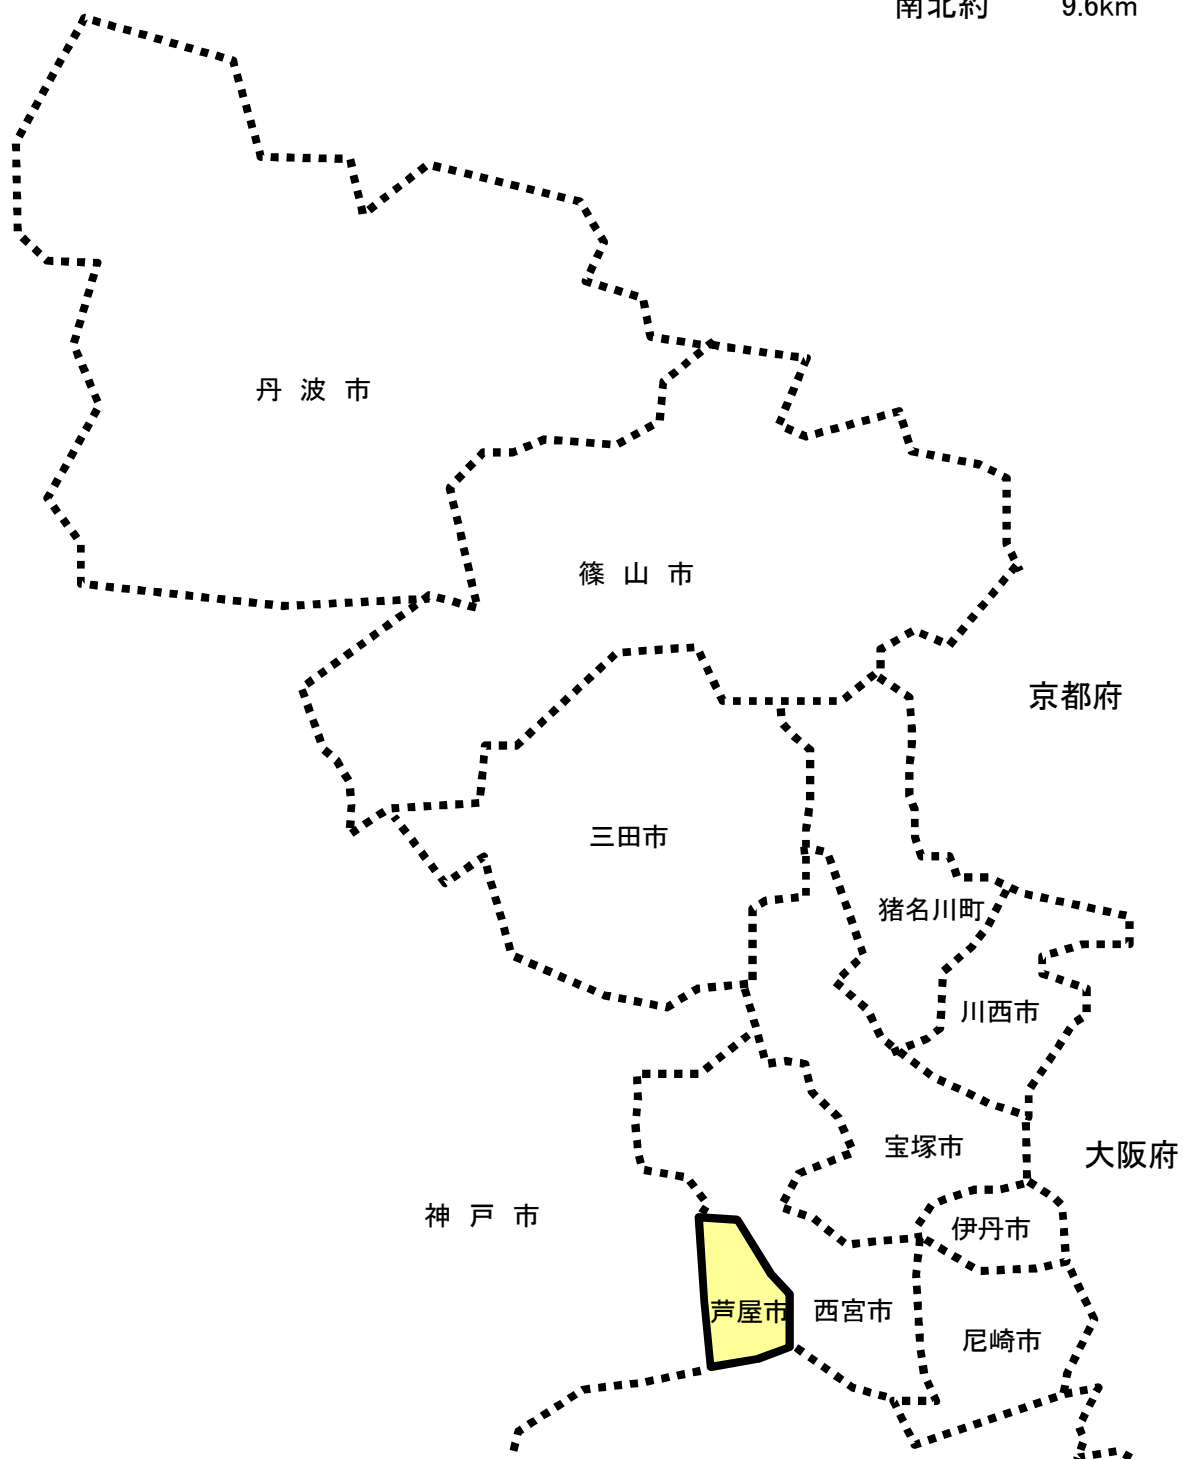 南北約 9.6km
丹 波 市
篠 山 市
京都府
三田市
猪名川町
川西市
宝塚市
大阪府
神 戸 市
伊丹市
芦屋市
西宮市
尼崎市